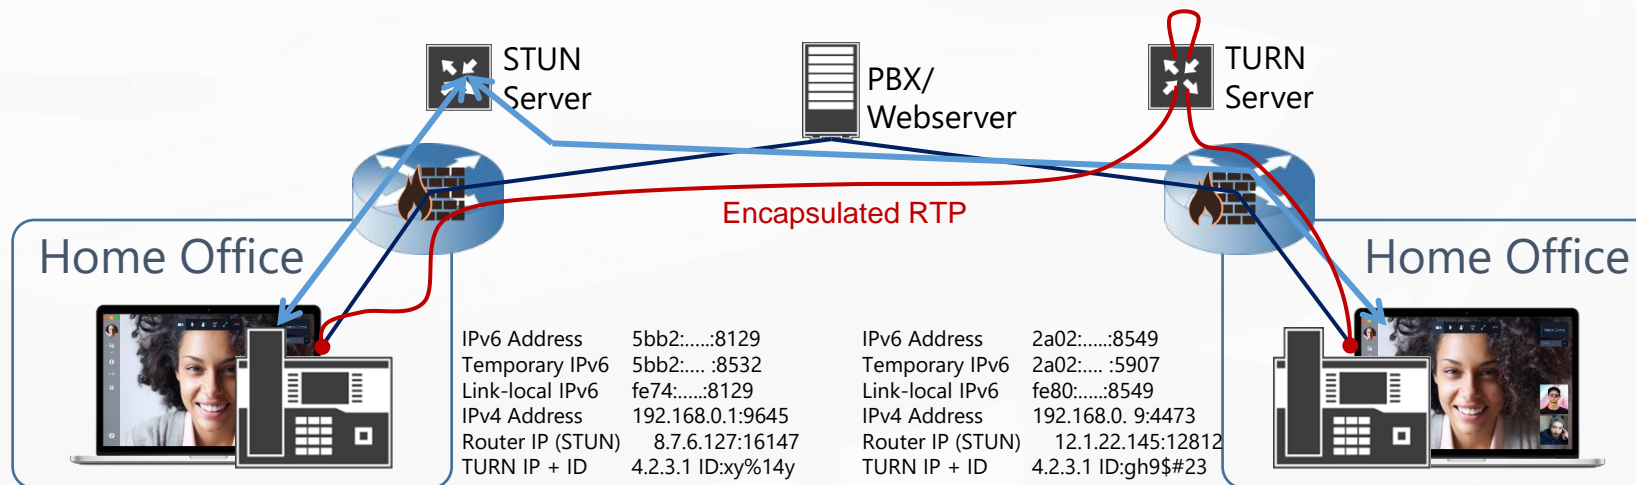 STUN
Server
PBX/
Webserver
TURN
Server
Encapsulated RTP
Home Office
Home Office
IPv6 Address 5bb2:.....:8129
Temporary IPv6 5bb2:.... :8532
Link-local IPv6 fe74:.....:8129
IPv4 Address 192.168.0.1:9645
Router IP (STUN) 8.7.6.127:16147
TURN IP + ID 4.2.3.1 ID:xy%14y
IPv6 Address 2a02:.....:8549
Temporary IPv6 2a02:.... :5907
Link-local IPv6 fe80:.....:8549
IPv4 Address 192.168.0. 9:4473
Router IP (STUN) 12.1.22.145:12812
TURN IP + ID 4.2.3.1 ID:gh9$#23